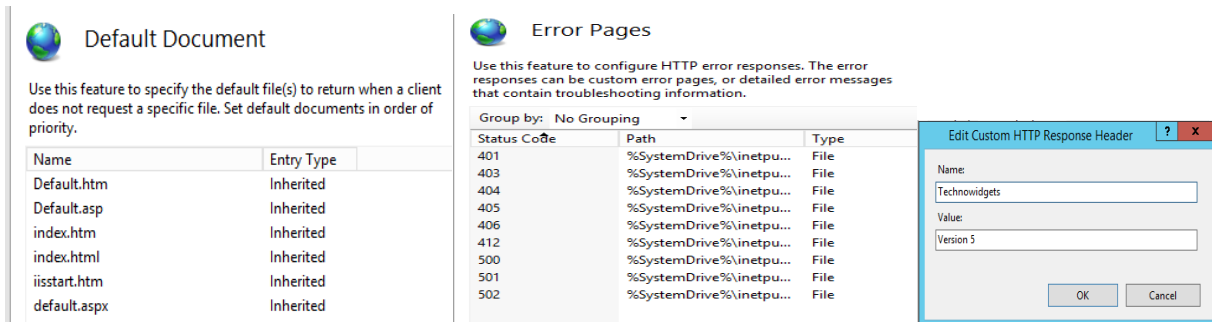 Default Document
Use this feature to specify the default file(s) to return when a client
does not request a specific file. Set default documents in order of
priority.
Name Entry Type
Default.htm Inherited
Default.asp Inherited
index.htm Inherited
index.html Inherited
iisstart.htm Inherited
default.aspx Inherited
Error Pages
Use this feature to configure HTTP error responses. The error
responses can be custom error pages, or detailed error messages
that contain troubleshooting information.
Group by: No Grouping
Status Code Path Type
401 %SystemDrive%\inetpu... File
403 %SystemDrive%\inetpu... File
404 %SystemDrive%\inetpu... File
405 %SystemDrive%\inetpu... File
406 %SystemDrive%\inetpu... File
412 %SystemDrive%\inetpu... File
500 %SystemDrive%\inetpu... File
501 %SystemDrive%\inetpu... File
502 %SystemDrive%\inetpu... File
Edit Custom HTTP Response Header ? x
Name:
Technowidgets
Value:
Version 5
OK Cancel